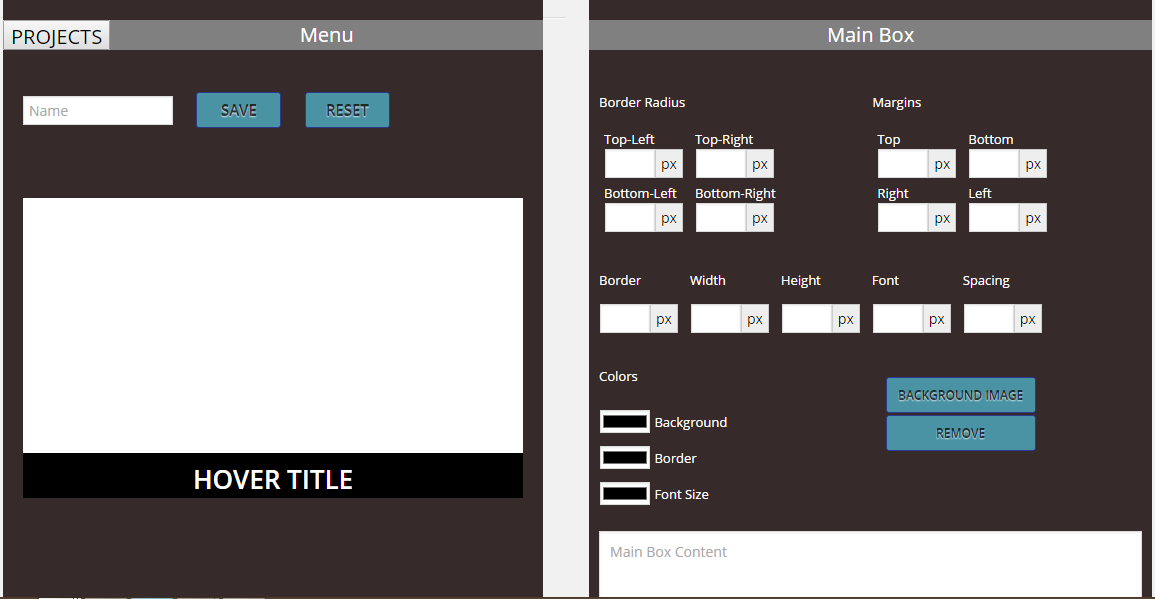 PROJECTS
Menu
Name
SAVE
RESET
HOVER TITLE
Main Box
Border Radius
Margins
Top-Left
Top-Right
Top
Bottom
px
px
px
px
Bottom-Left
Bottom-Right
Right
Left
px
px
px
px
Border
Width
Height
Font
Spacing
px
px
px
px
px
Colors
BACKGROUND IMAGE
Background
REMOVE
Border
Font Size
Main Box Content